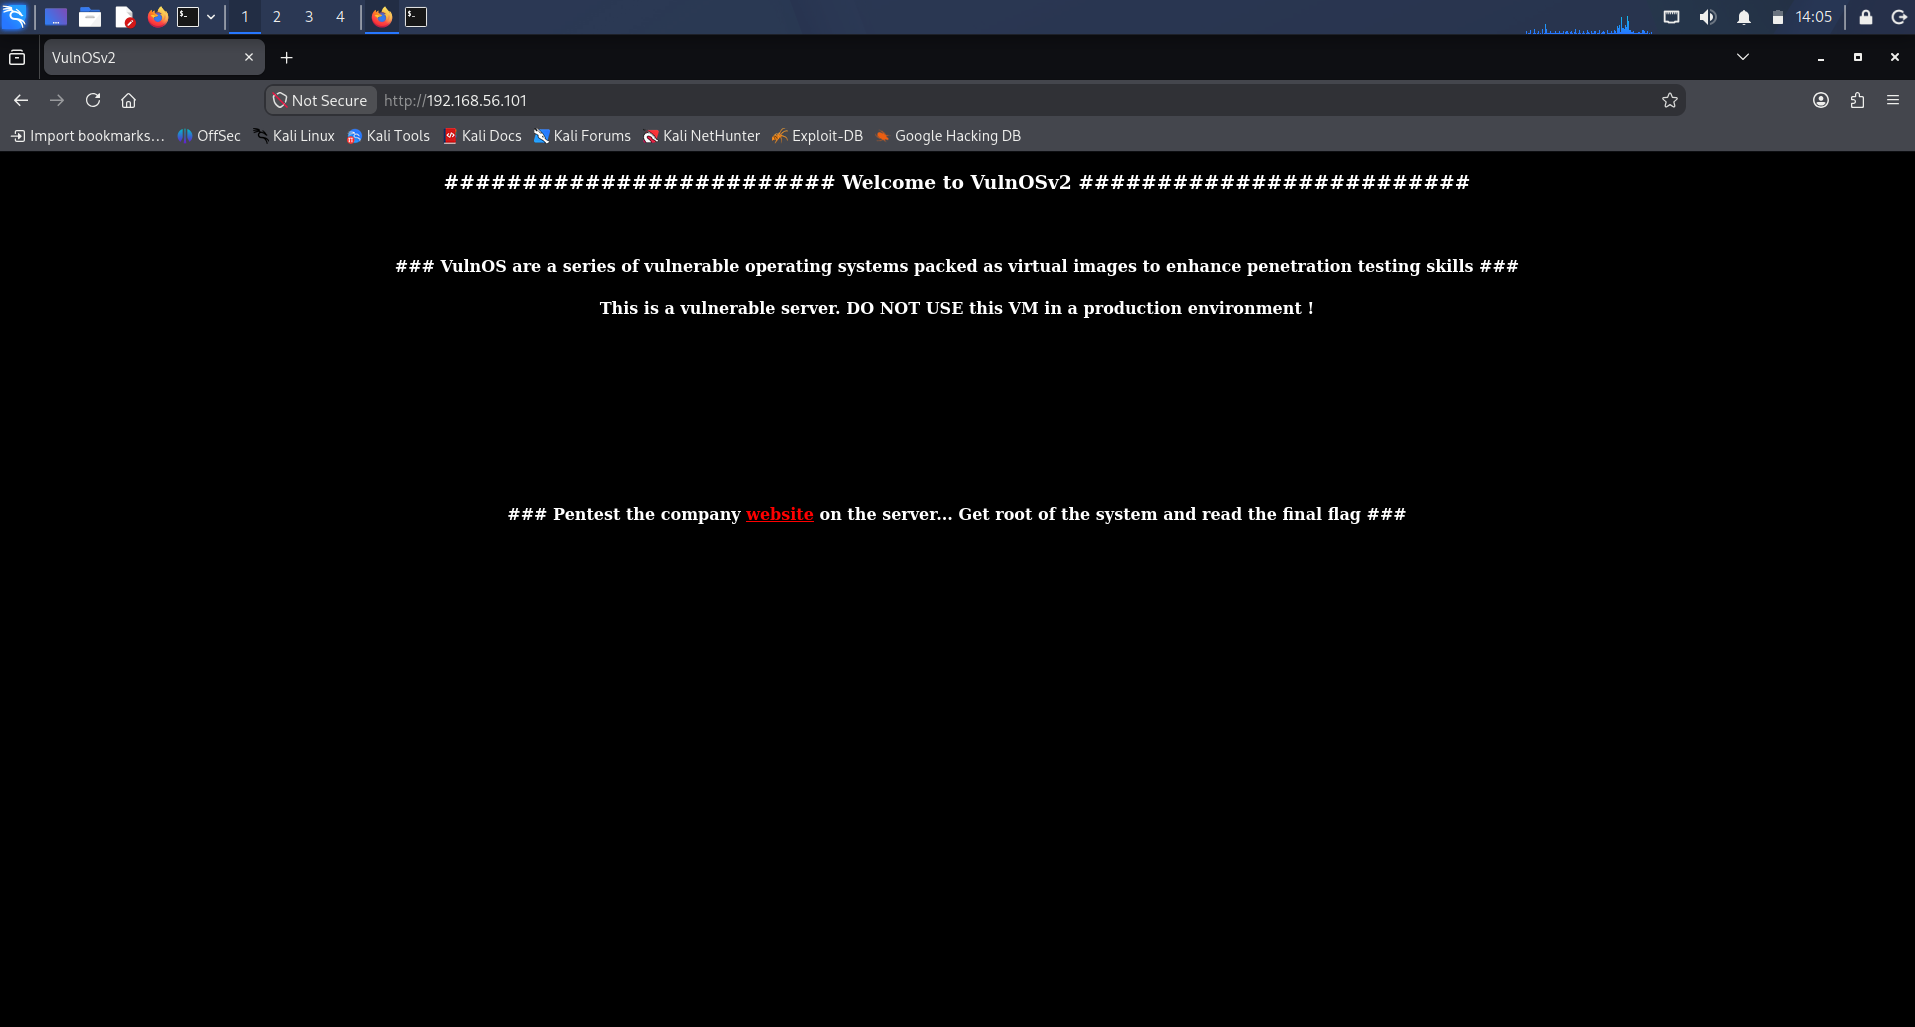 1 2 3 4 14:05
VulnOSv2
Not Secure http://192.168.56.101
Import bookmarks... OffSec Kali Linux Kali Tools Kali Docs Kali Forums Kali NetHunter Exploit-DB Google Hacking DB
######################### Welcome to VulnOSv2 #########################
### VulnOS are a series of vulnerable operating systems packed as virtual images to enhance penetration testing skills ###
This is a vulnerable server. DO NOT USE this VM in a production environment !
### Pentest the company website on the server... Get root of the system and read the final flag ###